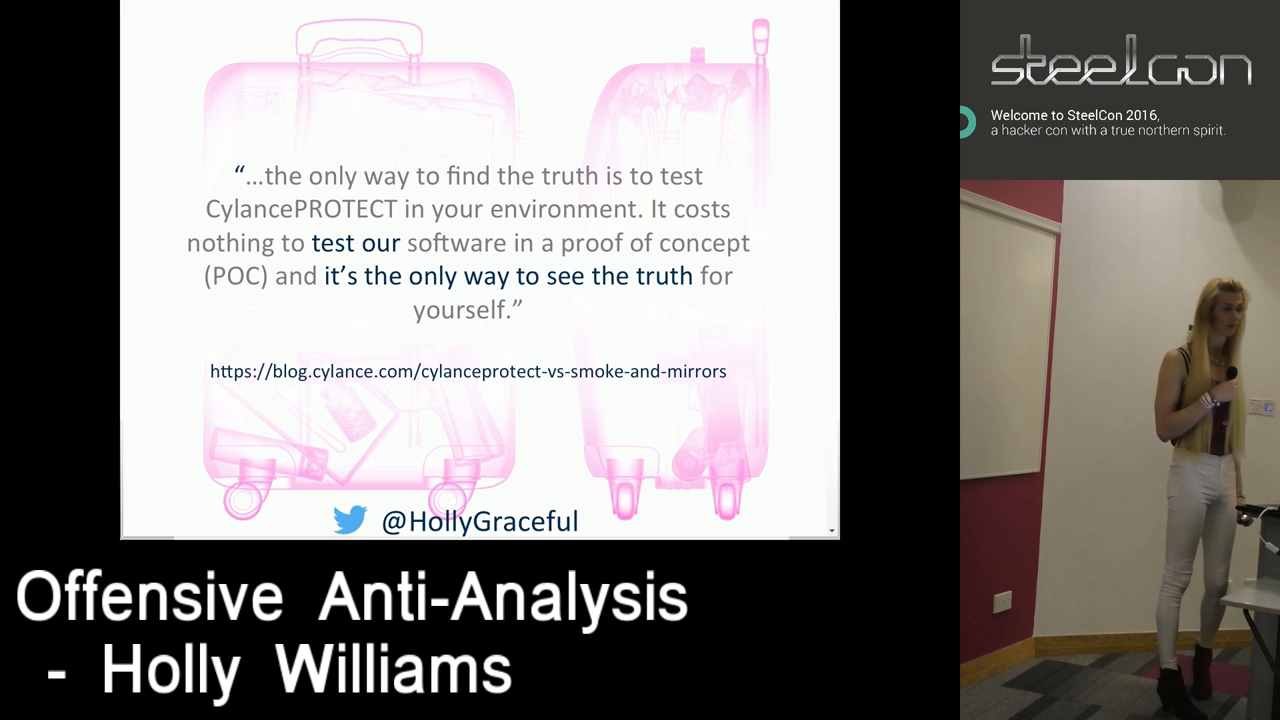 “...the only way to find the truth is to test
CylancePROTECT in your environment. It costs
nothing to test our software in a proof of concept
(POC) and it’s the only way to see the truth for
yourself.”
https://blog.cylance.com/cylanceprotect-vs-smoke-and-mirrors
@HollyGraceful
steelcon
Welcome to SteelCon 2016,
a hacker con with a true northern spirit.
Offensive Anti-Analysis
- Holly Williams